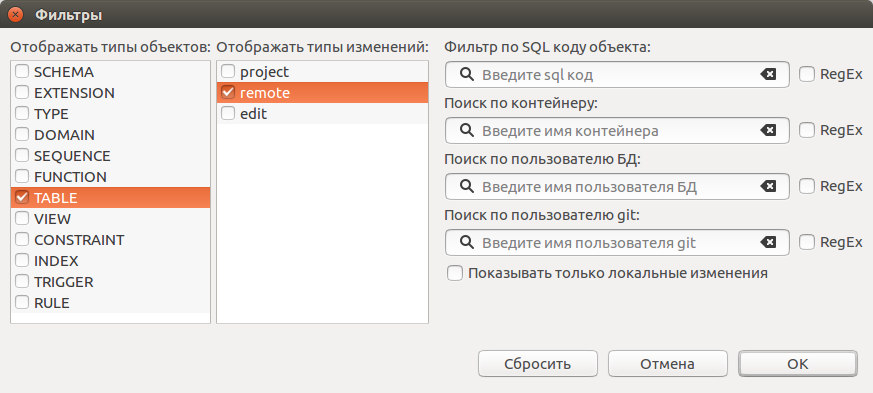 Фильтры
Отображать типы объектов:
SCHEMA
EXTENSION
TYPE
DOMAIN
SEQUENCE
FUNCTION
TABLE
VIEW
CONSTRAINT
INDEX
TRIGGER
RULE
Отображать типы изменений:
project
remote
edit
Фильтр по SQL коду объекта:
Введите sql код RegEx
Поиск по контейнеру:
Введите имя контейнера RegEx
Поиск по пользователю БД:
Введите имя пользователя БД RegEx
Поиск по пользователю git:
Введите имя пользователя git RegEx
Показывать только локальные изменения
Сбросить Отмена OK